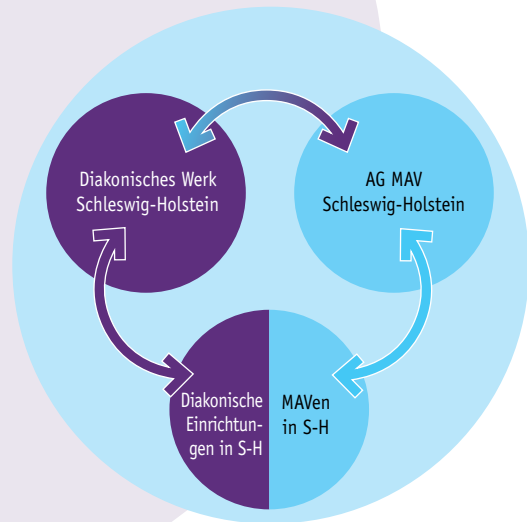 Diakonisches Werk
Schleswig-Holstein
AG MAV
Schleswig-Holstein
Diakonische
Einrichtun-
gen in S-H
MAVen
in S-H